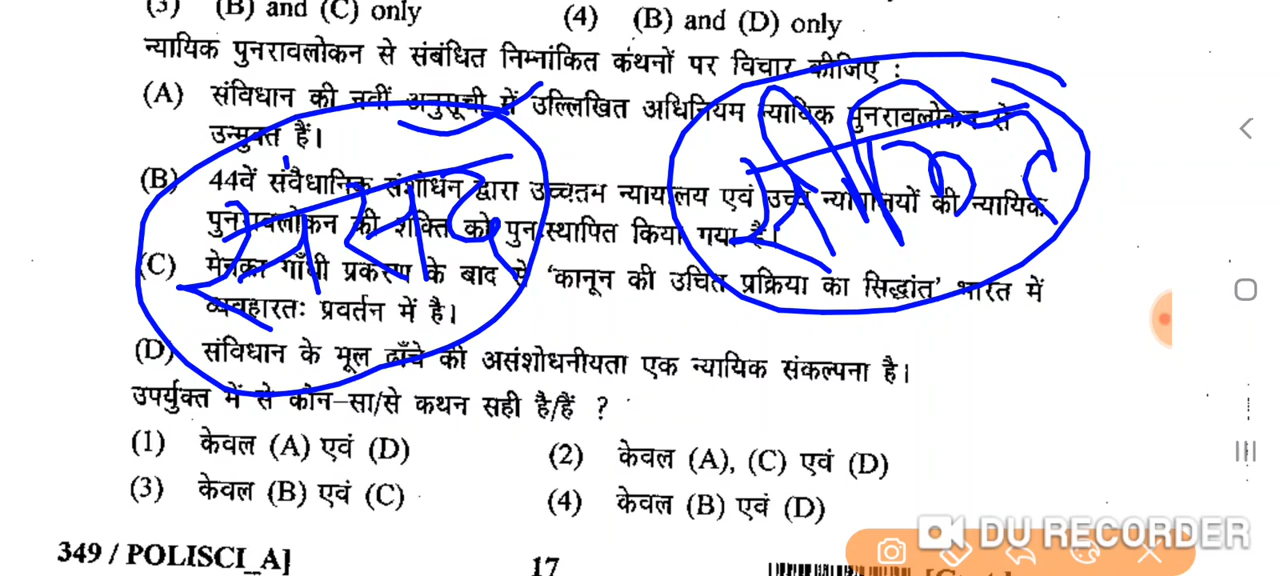 (3) (B) and (C) only (4) (B) and (D) only
न्यायिक पुनरावलोकन से संबंधित निम्नांकित कथनों पर विचार कीजिए :
(A) संविधान की नवीं अनुसूची में उल्लिखित अधिनियम न्यायिक पुनरावलोकन से
उन्मुक्त हैं।
(B) 44वें संवैधानिक संशोधन द्वारा उच्चतम न्यायालय एवं उच्च न्यायालयों की न्यायिक
पुनरावलोकन की शक्ति को पुनःस्थापित किया गया है।
(C) मेनका गाँधी प्रकरण के बाद से 'कानून की उचित प्रक्रिया का सिद्धांत' भारत में
व्यवहारतः प्रवर्तन में है।
(D) संविधान के मूल ढाँचे की असंशोधनीयता एक न्यायिक संकल्पना है।
उपर्युक्त में से कौन-सा/से कथन सही है/हैं ?
(1) केवल (A) एवं (D) (2) केवल (A), (C) एवं (D)
(3) केवल (B) एवं (C) (4) केवल (B) एवं (D)
DU RECORDER
349 / POLISCI_A] 17